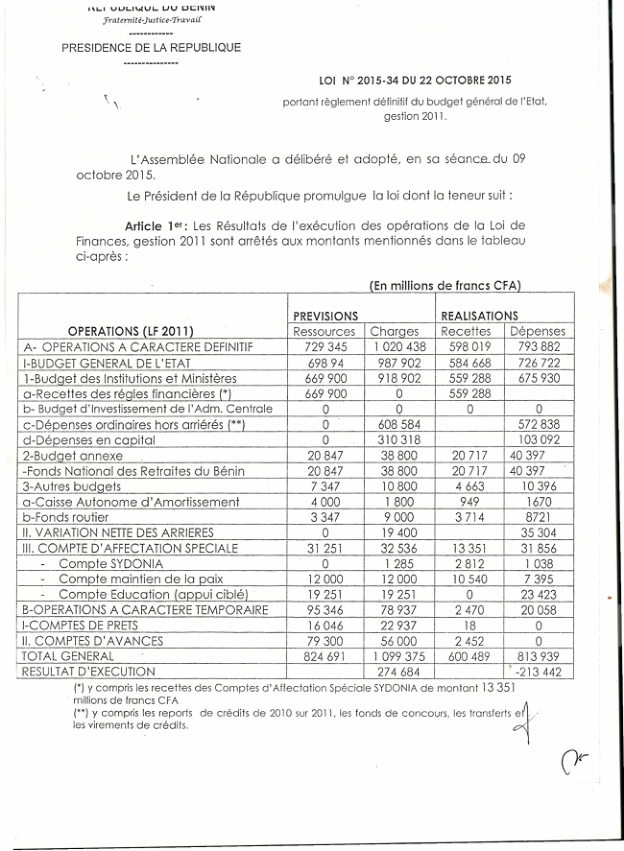 REPUBLIQUE DU BENIN
Fraternité-Justice-Travail
------------
PRESIDENCE DE LA REPUBLIQUE
---------------
LOI N° 2015-34 DU 22 OCTOBRE 2015
portant règlement définitif du budget général de l'Etat,
gestion 2011.
L'Assemblée Nationale a délibéré et adopté, en sa séance du 09
octobre 2015.
Le Président de la République promulgue la loi dont la teneur suit :
Article 1er: Les Résultats de l'exécution des opérations de la Loi de
Finances, gestion 2011 sont arrêtés aux montants mentionnés dans le tableau
ci-après :
(En millions de francs CFA)
PREVISIONS REALISATIONS
OPERATIONS (LF 2011) Ressources Charges Recettes Dépenses
A- OPERATIONS A CARACTERE DEFINITIF 729 345 1 020 438 598 019 793 882
I-BUDGET GENERAL DE L'ETAT 698 94 987 902 584 668 726 722
1-Budget des Institutions et Ministères 669 900 918 902 559 288 675 930
a-Recettes des régies financières (*) 669 900 0 559 288
b- Budget d'Investissement de l'Adm. Centrale 0 0 0 0
c-Dépenses ordinaires hors arriérés (**) 0 608 584 572 838
d-Dépenses en capital 0 310 318 103 092
2-Budget annexe 20 847 38 800 20 717 40 397
-Fonds National des Retraites du Bénin 20 847 38 800 20 717 40 397
3-Autres budgets 7 347 10 800 4 663 10 396
a-Caisse Autonome d'Amortissement 4 000 1 800 949 1670
b-Fonds routier 3 347 9 000 3 714 8721
II. VARIATION NETTE DES ARRIERES 0 19 400 35 304
III. COMPTE D'AFFECTATION SPECIALE 31 251 32 536 13 351 31 856
- Compte SYDONIA 0 1 285 2 812 1 038
- Compte maintien de la paix 12 000 12 000 10 540 7 395
- Compte Education (appui ciblé) 19 251 19 251 0 23 423
B-OPERATIONS A CARACTERE TEMPORAIRE 95 346 78 937 2 470 20 058
I-COMPTES DE PRETS 16 046 22 937 18 0
II. COMPTES D'AVANCES 79 300 56 000 2 452 0
TOTAL GENERAL 824 691 1 099 375 600 489 813 939
RESULTAT D'EXECUTION 274 684 -213 442
(*) y compris les recettes des Comptes d'Affectation Spéciale SYDONIA de montant 13 351
millions de francs CFA
(**) y compris les reports de crédits de 2010 sur 2011, les fonds de concours, les transferts et
les virements de crédits.